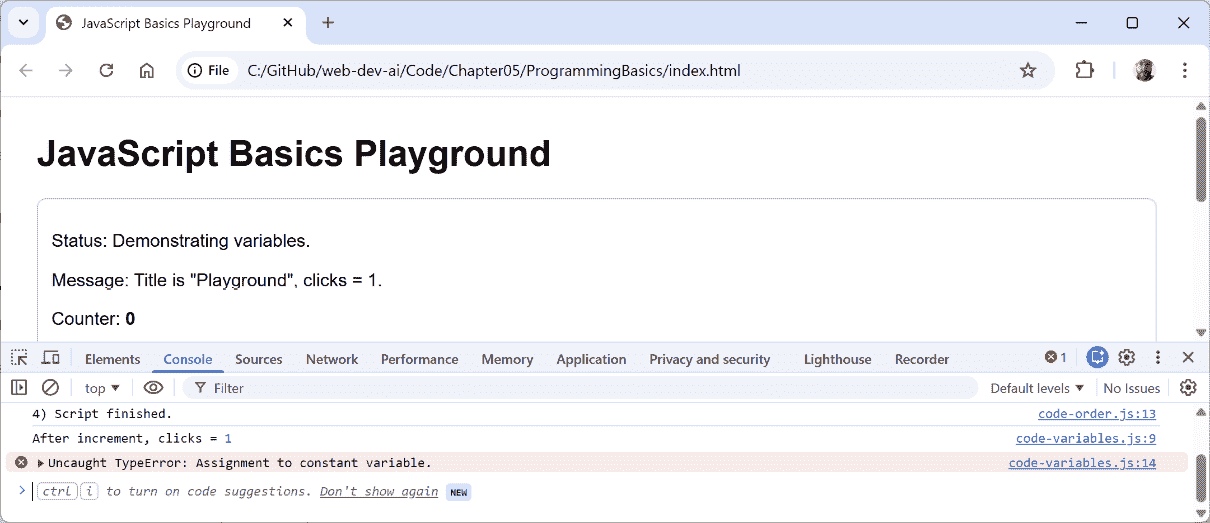 JavaScript Basics Playground
File C:/GitHub/web-dev-ai/Code/Chapter05/ProgrammingBasics/index.html
JavaScript Basics Playground
Status: Demonstrating variables.
Message: Title is "Playground", clicks = 1.
Counter: 0
Elements Console Sources Network Performance Memory Application Privacy and security Lighthouse Recorder 1
top Filter Default levels No Issues
4) Script finished. code-order.js:13
After increment, clicks = 1 code-variables.js:9
Uncaught TypeError: Assignment to constant variable. code-variables.js:14
ctrl i to turn on code suggestions. Don't show again NEW